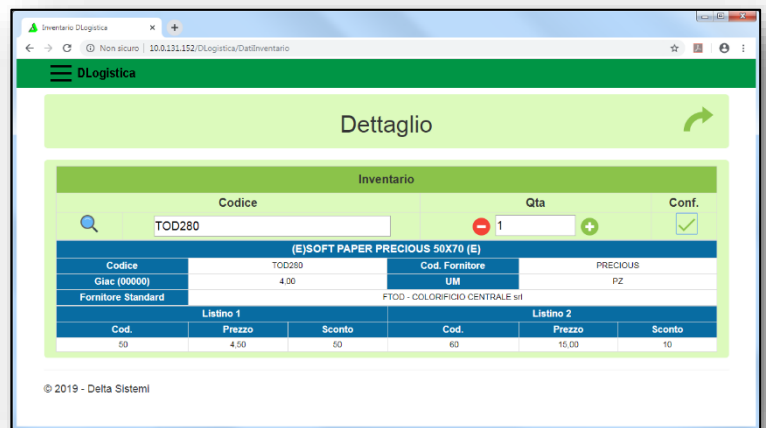 Inventario DLogistica
Non sicuro | 10.0.131.152/DLogistica/DatiInventario
DLogistica
Dettaglio
Inventario
Codice Qta Conf.
TOD280 1
(E)SOFT PAPER PRECIOUS 50X70 (E)
Codice TOD280 Cod. Fornitore PRECIOUS
Giac (00000) 4,00 UM PZ
Fornitore Standard FTOD - COLORIFICIO CENTRALE srl
Listino 1 Listino 2
Cod. Prezzo Sconto Cod. Prezzo Sconto
50 4,50 50 60 15,00 10
© 2019 - Delta Sistemi